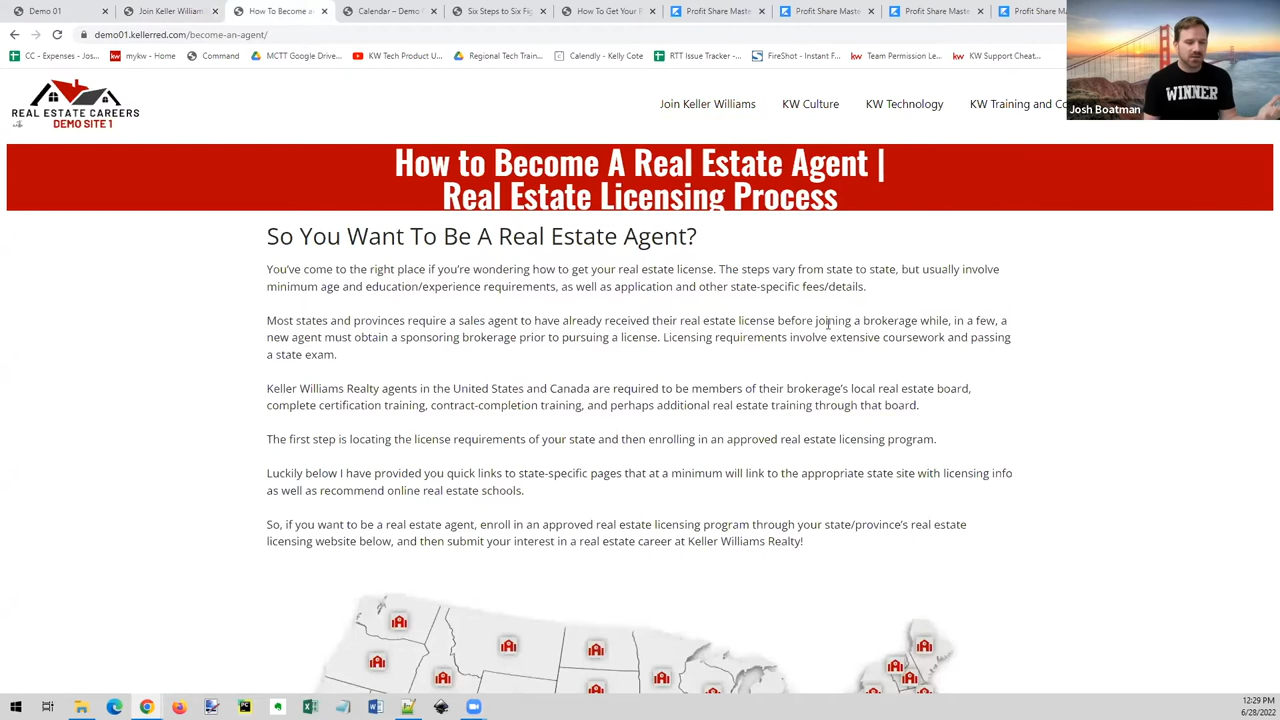 Demo 01
Join Keller William
How To Become a
Calendar – Demo
Six Steps to Six Fig
How To Get Your
Profit Share Maste
Profit Share Maste
Profit Share Maste
Profit Share
demo01.kellerred.com/become-an-agent/
CC - Expenses - Jos...
mykw - Home
Command
MCTT Google Drive...
KW Tech Product U...
Regional Tech Train...
Calendly - Kelly Cote
RTT Issue Tracker -...
FireShot - Instant F...
Team Permission Le...
KW Support Cheat...
WINNER
Josh Boatman
REAL ESTATE CAREERS
DEMO SITE 1
Join Keller Williams
KW Culture
KW Technology
KW Training and Co
How to Become A Real Estate Agent |
Real Estate Licensing Process
So You Want To Be A Real Estate Agent?
You've come to the right place if you're wondering how to get your real estate license. The steps vary from state to state, but usually involve
minimum age and education/experience requirements, as well as application and other state-specific fees/details.
Most states and provinces require a sales agent to have already received their real estate license before joining a brokerage while, in a few, a
new agent must obtain a sponsoring brokerage prior to pursuing a license. Licensing requirements involve extensive coursework and passing
a state exam.
Keller Williams Realty agents in the United States and Canada are required to be members of their brokerage's local real estate board,
complete certification training, contract-completion training, and perhaps additional real estate training through that board.
The first step is locating the license requirements of your state and then enrolling in an approved real estate licensing program.
Luckily below I have provided you quick links to state-specific pages that at a minimum will link to the appropriate state site with licensing info
as well as recommend online real estate schools.
So, if you want to be a real estate agent, enroll in an approved real estate licensing program through your state/province's real estate
licensing website below, and then submit your interest in a real estate career at Keller Williams Realty!
12:29 PM
6/28/2022